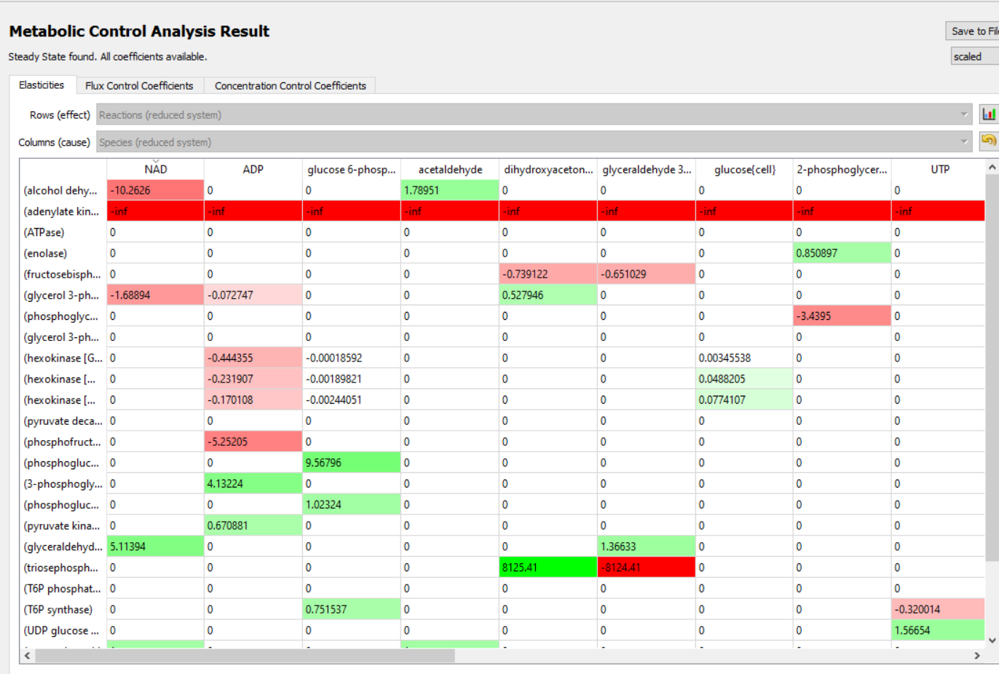 Metabolic Control Analysis Result
Save to Fil
Steady State found. All coefficients available.
scaled
Elasticities Flux Control Coefficients Concentration Control Coefficients
Rows (effect) Reactions (reduced system)
Columns (cause) Species (reduced system)
NAD ADP glucose 6-phosp... acetaldehyde dihydroxyaceton... glyceraldehyde 3... glucose{cell} 2-phosphoglycer... UTP
(alcohol dehy... -10.2626 0 0 1.78951 0 0 0 0 0
(adenylate kin... -inf -inf -inf -inf -inf -inf -inf -inf -inf
(ATPase) 0 0 0 0 0 0 0 0 0
(enolase) 0 0 0 0 0 0 0 0.850897 0
(fructosebisph... 0 0 0 0 -0.739122 -0.651029 0 0 0
(glycerol 3-ph... -1.68894 -0.072747 0 0 0.527946 0 0 0 0
(phosphoglyc... 0 0 0 0 0 0 0 -3.4395 0
(glycerol 3-ph... 0 0 0 0 0 0 0 0 0
(hexokinase [G... 0 -0.444355 -0.00018592 0 0 0 0.00345538 0 0
(hexokinase [... 0 -0.231907 -0.00189821 0 0 0 0.0488205 0 0
(hexokinase [... 0 -0.170108 -0.00244051 0 0 0 0.0774107 0 0
(pyruvate deca... 0 0 0 0 0 0 0 0 0
(phosphofruct... 0 -5.25205 0 0 0 0 0 0 0
(phosphogluc... 0 0 9.56796 0 0 0 0 0 0
(3-phosphogly... 0 4.13224 0 0 0 0 0 0 0
(phosphogluc... 0 0 1.02324 0 0 0 0 0 0
(pyruvate kina... 0 0.670881 0 0 0 0 0 0 0
(glyceraldehyd... 5.11394 0 0 0 0 1.36633 0 0 0
(triosephosph... 0 0 0 0 8125.41 -8124.41 0 0 0
(T6P phosphat... 0 0 0 0 0 0 0 0 0
(T6P synthase) 0 0 0.751537 0 0 0 0 0 -0.320014
(UDP glucose ... 0 0 0 0 0 0 0 0 1.56654